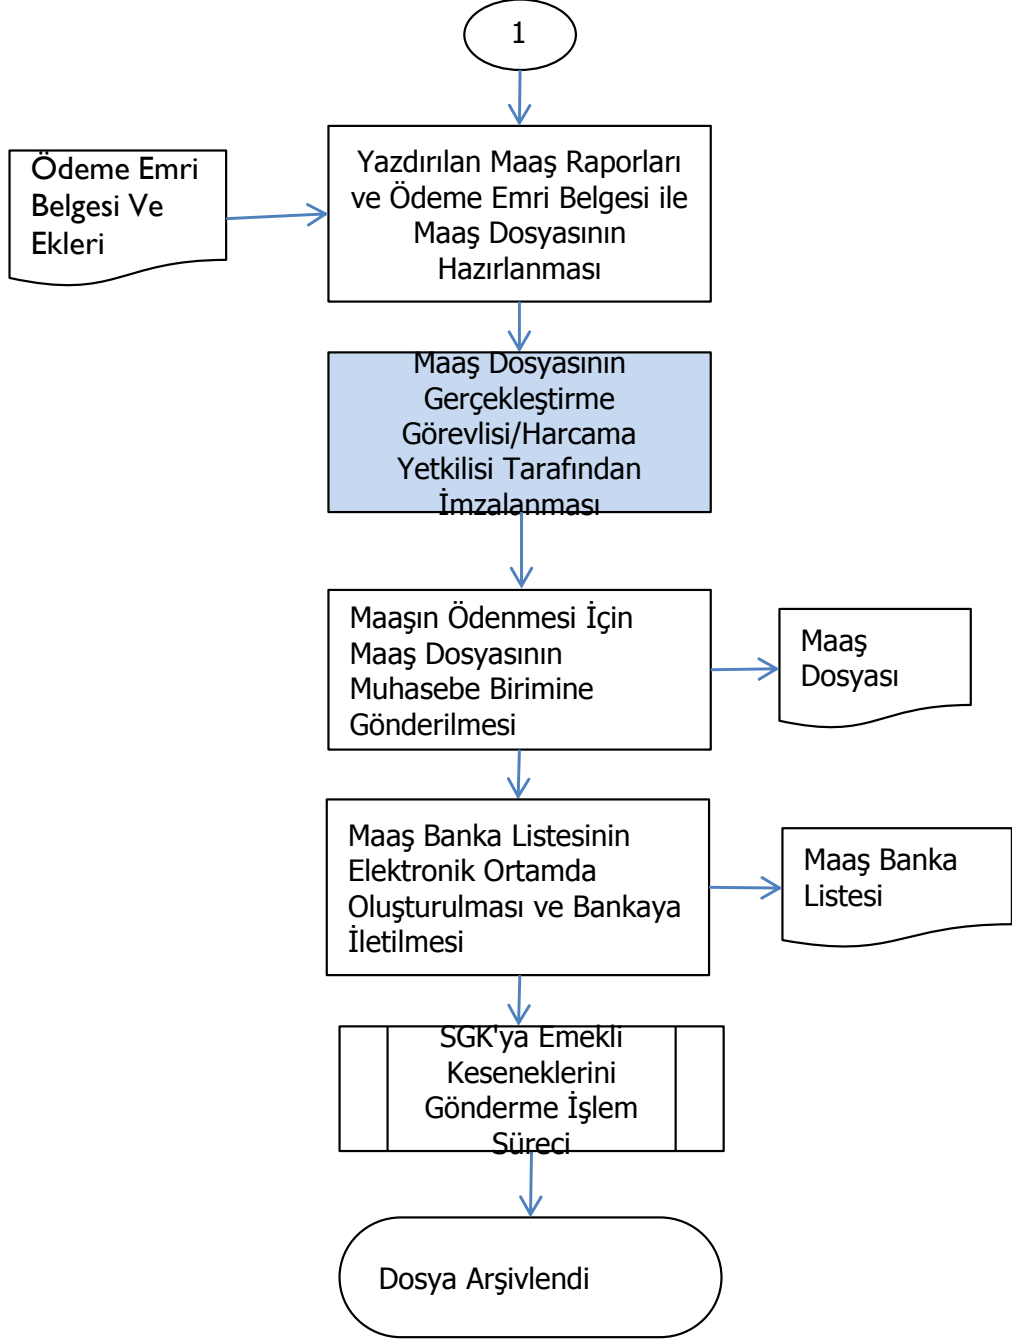 1
Ödeme Emri
Belgesi Ve
Ekleri
Yazdırılan Maaş Raporları
ve Ödeme Emri Belgesi ile
Maaş Dosyasının
Hazırlanması
Maaş Dosyasının
Gerçekleştirme
Görevlisi/Harcama
Yetkilisi Tarafından
İmzalanması
Maaşın Ödenmesi İçin
Maaş Dosyasının
Muhasebe Birimine
Gönderilmesi
Maaş
Dosyası
Maaş Banka Listesinin
Elektronik Ortamda
Oluşturulması ve Bankaya
İletilmesi
Maaş Banka
Listesi
SGK'ya Emekli
Keseneklerini
Gönderme İşlem
Süreci
Dosya Arşivlendi